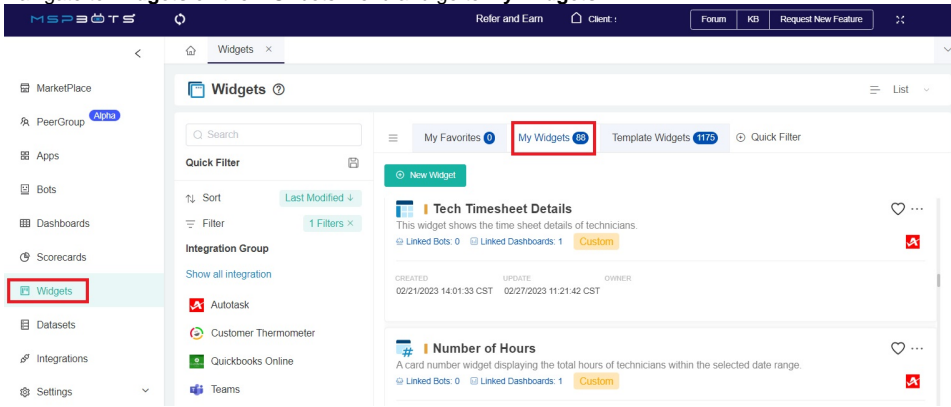 MSPBOTS
Refer and Earn
Client:
Forum
KB
Request New Feature
Widgets ×
MarketPlace
PeerGroup Alpha
Apps
Bots
Dashboards
Scorecards
Widgets
Datasets
Integrations
Settings
Widgets
List
Search
Quick Filter
Sort Last Modified ↓
Filter 1 Filters ×
Integration Group
Show all integration
Autotask
Customer Thermometer
Quickbooks Online
Teams
My Favorites 0
My Widgets 88
Template Widgets 1175
Quick Filter
New Widget
Tech Timesheet Details
This widget shows the time sheet details of technicians.
Linked Bots: 0 Linked Dashboards: 1 Custom
CREATED UPDATE OWNER
02/21/2023 14:01:33 CST 02/27/2023 11:21:42 CST
Number of Hours
A card number widget displaying the total hours of technicians within the selected date range.
Linked Bots: 0 Linked Dashboards: 1 Custom